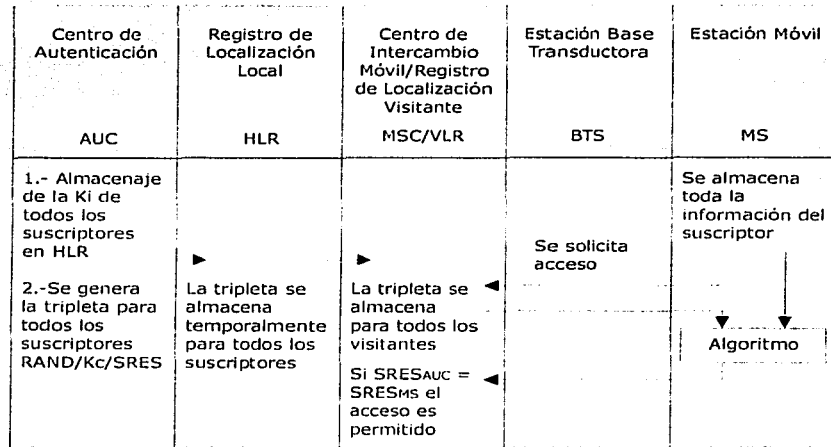 Centro de
Autenticación
AUC
Registro de
Localización
Local
HLR
Centro de
Intercambio
Móvil/Registro
de Localización
Visitante
MSC/VLR
Estación Base
Transductora
BTS
Estación Móvil
MS
1.- Almacenaje
de la Ki de
todos los
suscriptores
en HLR
2.-Se genera
la tripleta para
todos los
suscriptores
RAND/Kc/SRES
La tripleta se
almacena
temporalmente
para todos los
suscriptores
La tripleta se
almacena
para todos los
visitantes
Si SRESAUC =
SRESMS el
acceso es
permitido
Se solicita
acceso
Se almacena
toda la
información del
suscriptor
Algoritmo